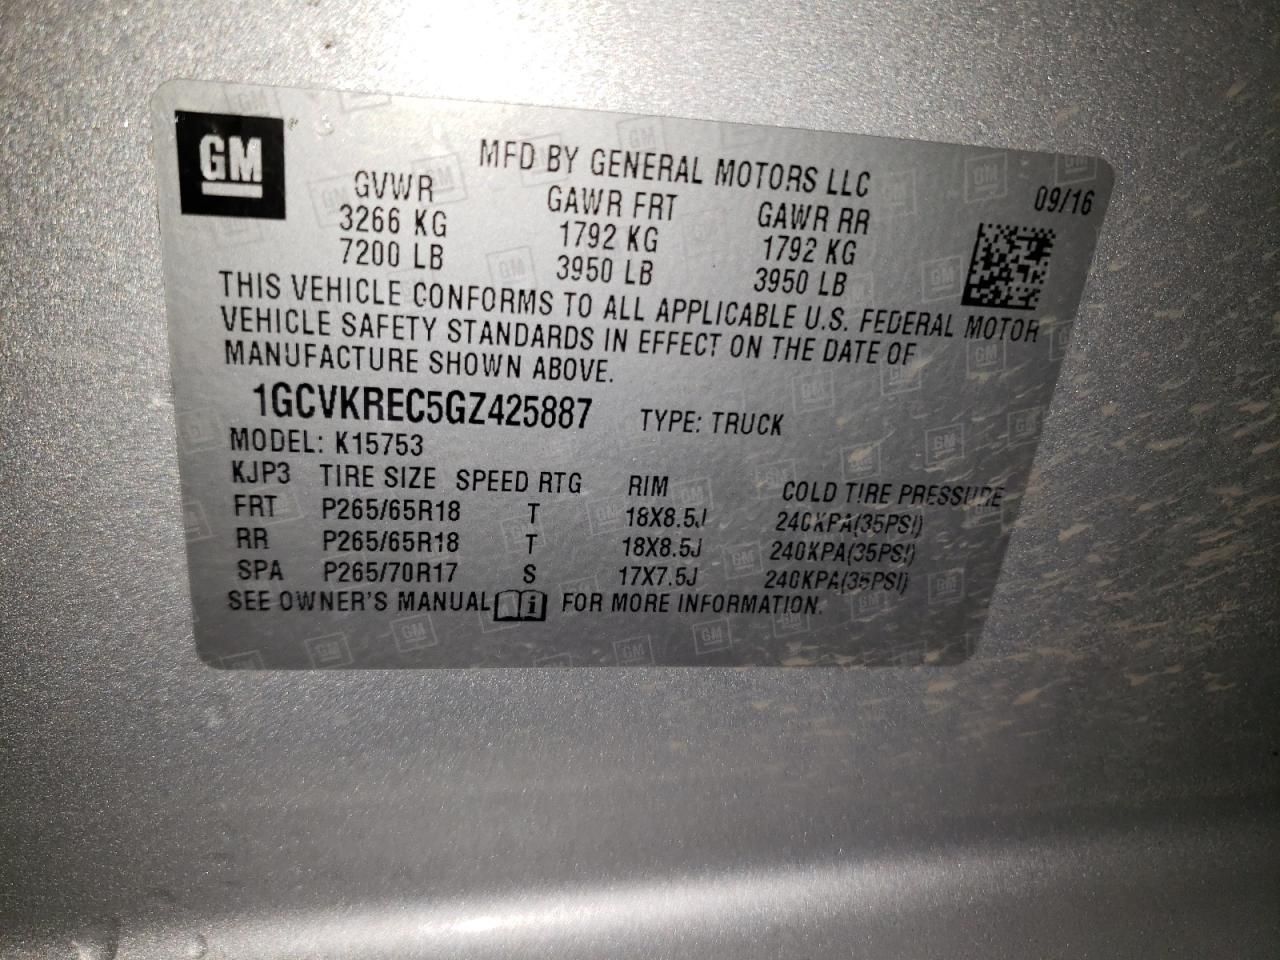 GM
MFD BY GENERAL MOTORS LLC
09/16
GVWR GAWR FRT GAWR RR
3266 KG 1792 KG 1792 KG
7200 LB 3950 LB 3950 LB
THIS VEHICLE CONFORMS TO ALL APPLICABLE U.S. FEDERAL MOTOR
VEHICLE SAFETY STANDARDS IN EFFECT ON THE DATE OF
MANUFACTURE SHOWN ABOVE.
1GCVKREC5GZ425887 TYPE: TRUCK
MODEL: K15753
KJP3 TIRE SIZE SPEED RTG RIM COLD TIRE PRESSURE
FRT P265/65R18 T 18X8.5J 240KPA(35PSI)
RR P265/65R18 T 18X8.5J 240KPA(35PSI)
SPA P265/70R17 S 17X7.5J 240KPA(35PSI)
SEE OWNER'S MANUAL i FOR MORE INFORMATION.